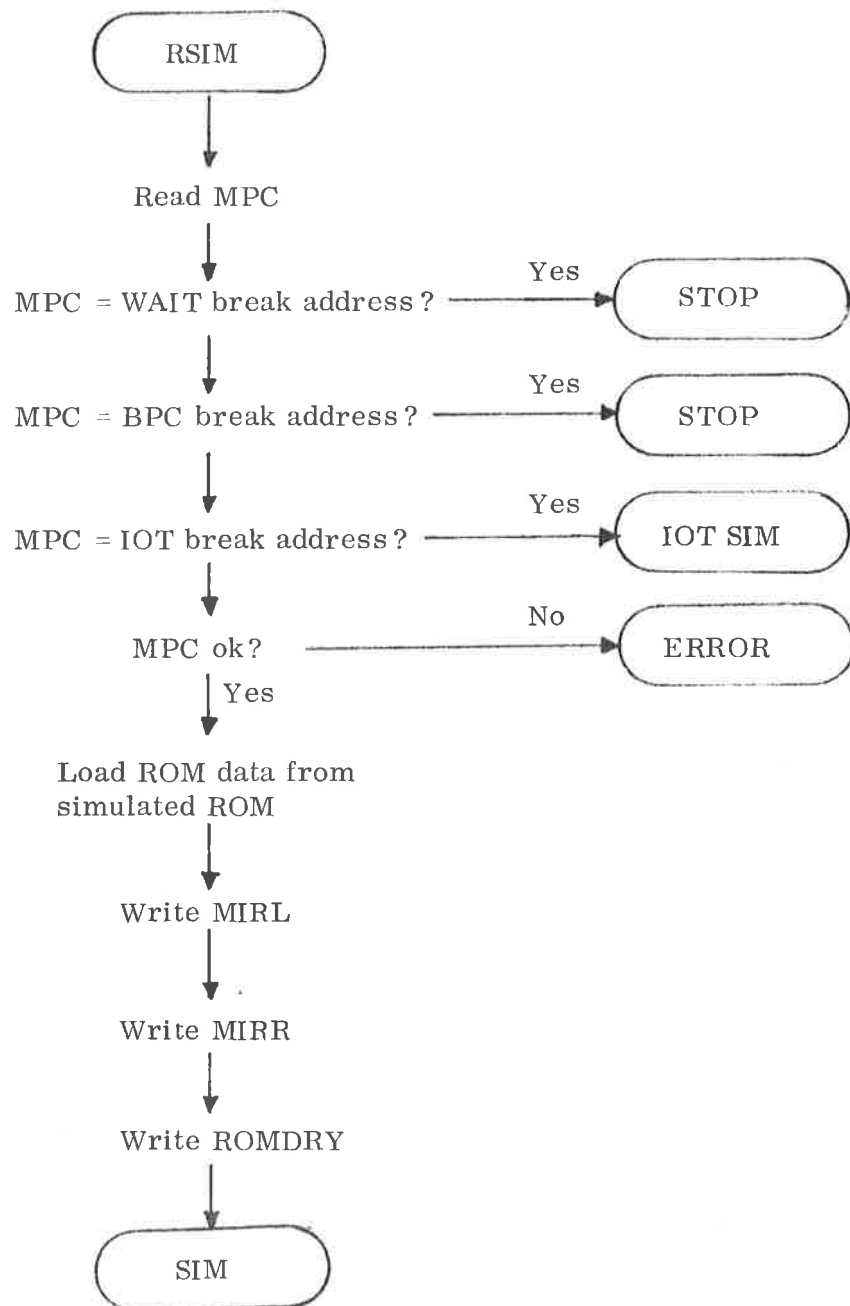 RSIM
Read MPC
Yes
MPC = WAIT break address?
STOP
Yes
MPC = BPC break address?
STOP
Yes
MPC = IOT break address?
IOT SIM
No
MPC ok?
ERROR
Yes
Load ROM data from
simulated ROM
Write MIRL
Write MIRR
Write ROMDRY
SIM